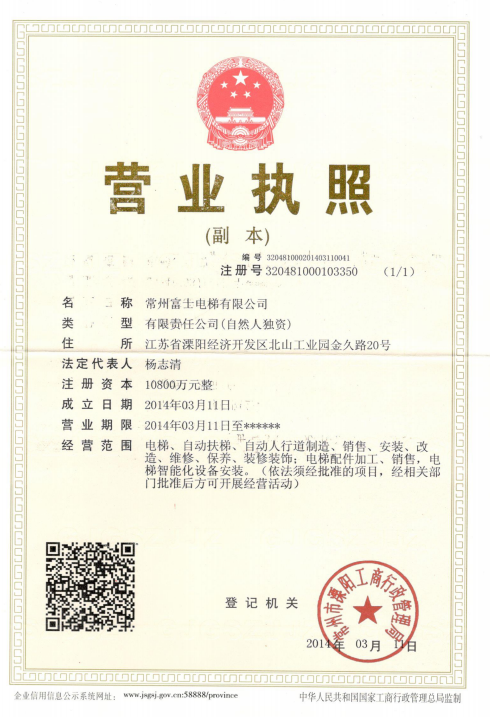 营业执照
(副 本)
编 号 320481000201403110041
注册号 320481000103350 (1/1)
名 称 常州富士电梯有限公司
类 型 有限责任公司(自然人独资)
住 所 江苏省溧阳经济开发区北山工业园金久路20号
法定代表人 杨志清
注册资本 10800万元整
成立日期 2014年03月11日
营业期限 2014年03月11日至******
经营范围 电梯、自动扶梯、自动人行道制造、销售、安装、改
造、维修、保养、装修装饰；电梯配件加工、销售，电
梯智能化设备安装。（依法须经批准的项目，经相关部
门批准后方可开展经营活动）
登记机关
常州市溧阳工商行政管理局
2014年 03月 11日
企业信用信息公示系统网址： www.jsgsj.gov.cn:58888/province
中华人民共和国国家工商行政管理总局监制